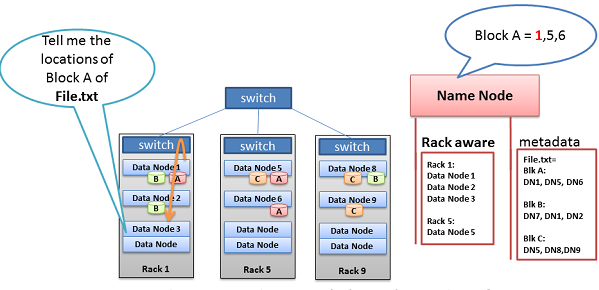 Tell me the
locations of
Block A of
File.txt
Block A = 1,5,6
switch
Name Node
switch
switch
switch
Data Node 1
B
A
Data Node 2
B
Data Node 3
Data Node
Rack 1
Data Node 5
C
A
Data Node 6
A
Data Node
Data Node
Rack 5
Data Node 8
C
B
Data Node 9
C
Data Node
Data Node
Rack 9
Rack aware
Rack 1:
Data Node 1
Data Node 2
Data Node 3
Rack 5:
Data Node 5
metadata
File.txt=
Blk A:
DN1, DN5, DN6
Blk B:
DN7, DN1, DN2
Blk C:
DN5, DN8,DN9